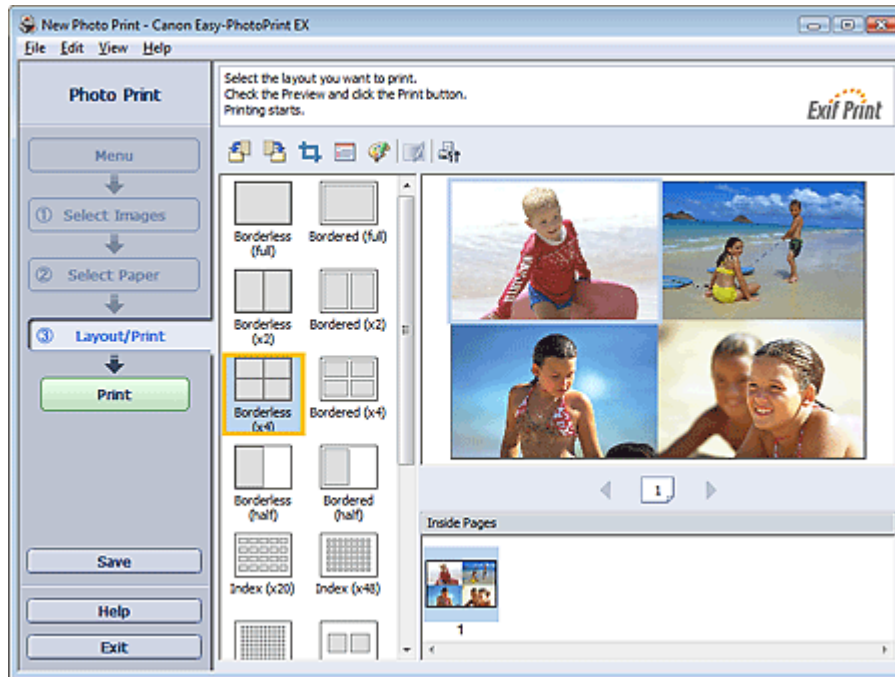 New Photo Print - Canon Easy-PhotoPrint EX
File Edit View Help
Photo Print
Menu
① Select Images
② Select Paper
③ Layout/Print
Print
Save
Help
Exit
Select the layout you want to print.
Check the Preview and click the Print button.
Printing starts.
Exif Print
Borderless
(full)
Bordered (full)
Borderless
(x2)
Bordered (x2)
Borderless
(x4)
Bordered (x4)
Borderless
(half)
Bordered
(half)
Index (x20)
Index (x48)
1
Inside Pages
1